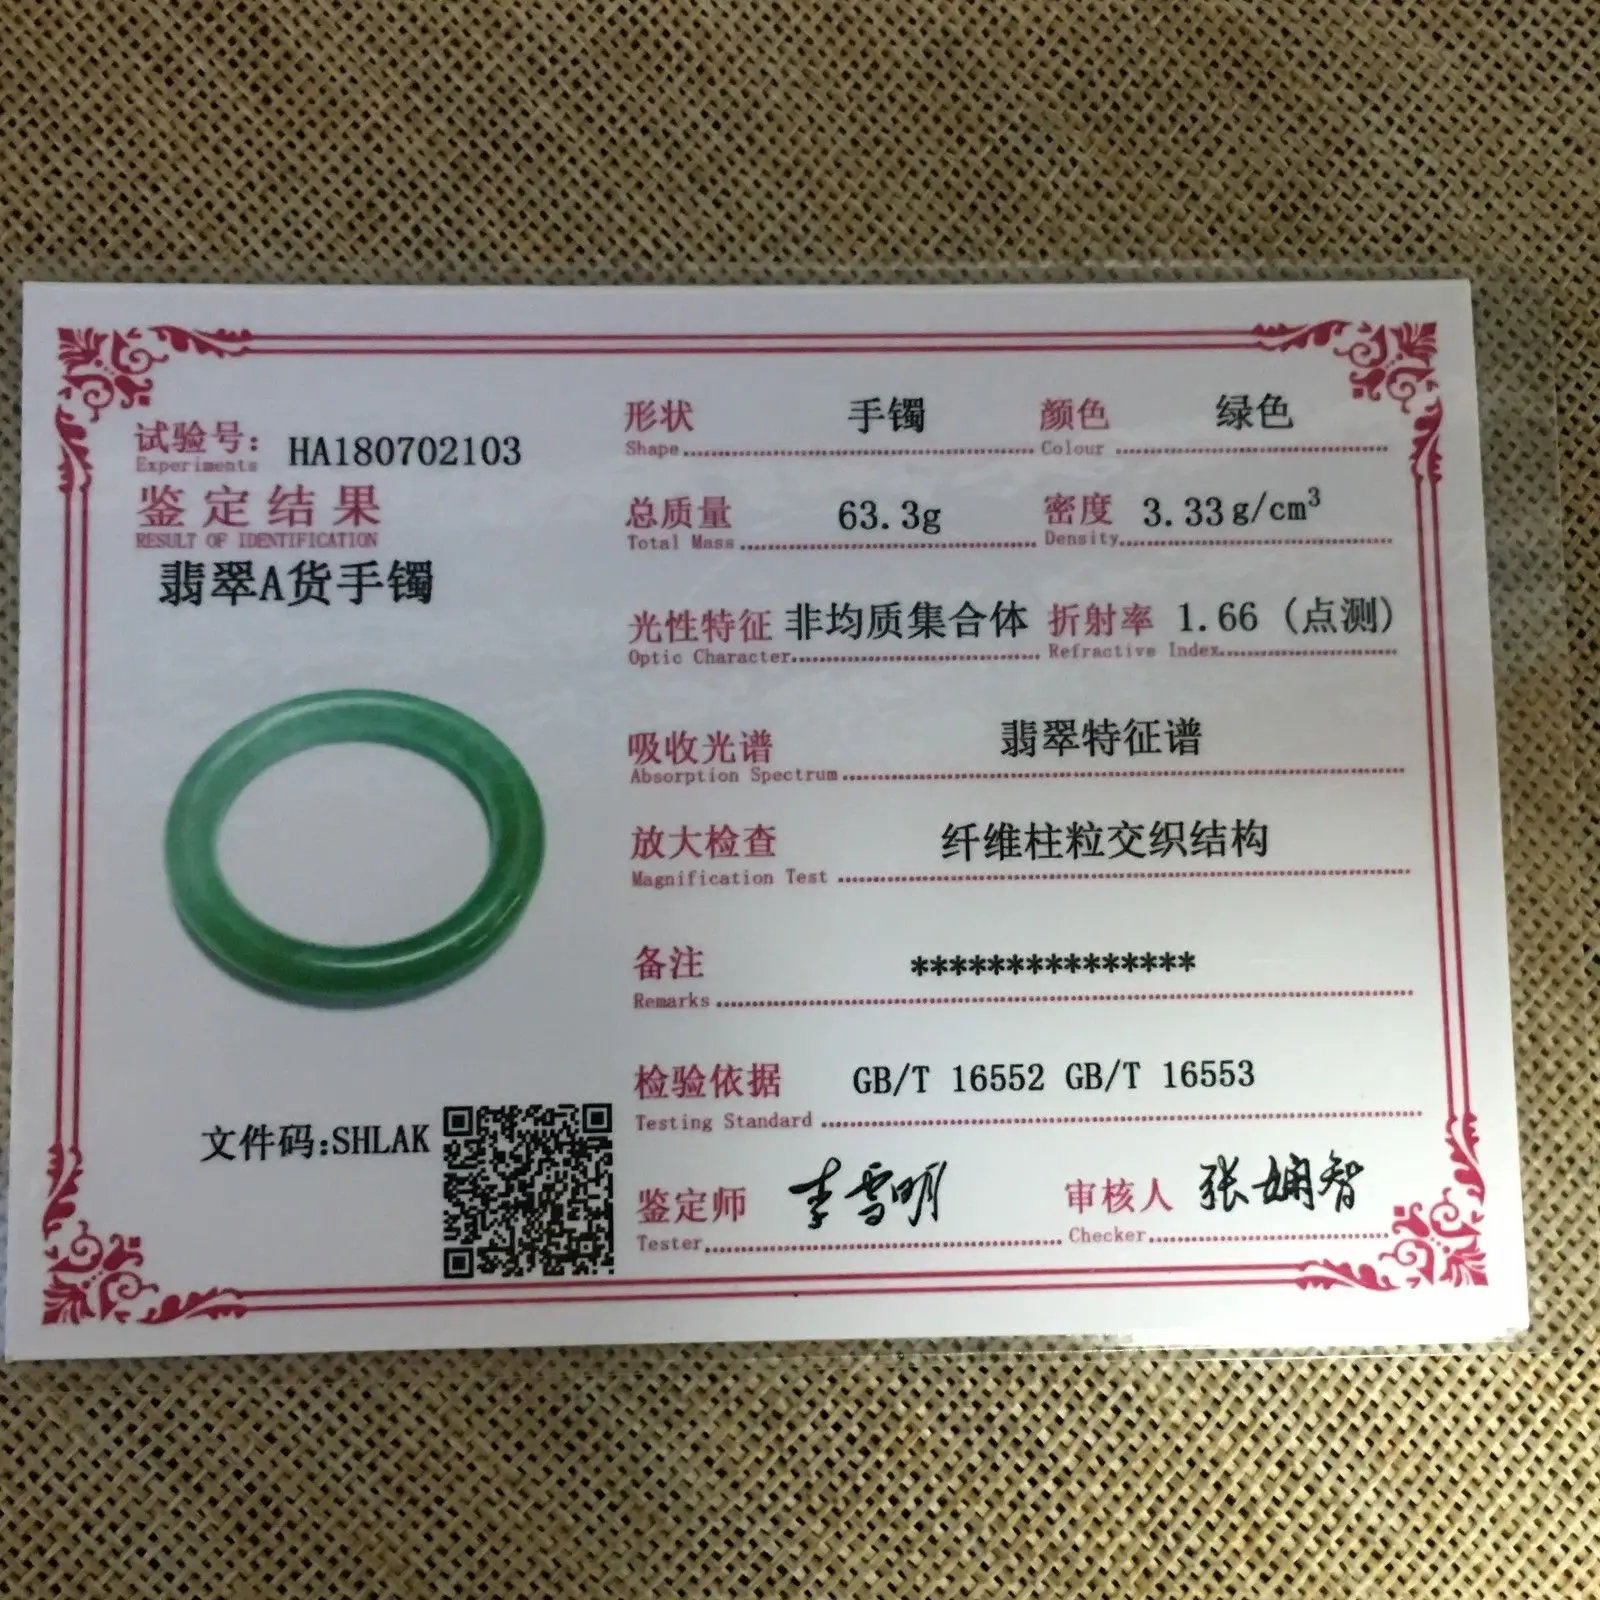 试验号: HA180702103
Experiments
鉴定结果
RESULT OF IDENTIFICATION
翡翠A货手镯
文件码:SHLAK
形状 手镯 颜色 绿色
Shape Colour
总质量 63.3g 密度 3.33g/cm³
Total Mass Density
光性特征 非均质集合体 折射率 1.66 (点测)
Optic Character Refractive Index
吸收光谱 翡翠特征谱
Absorption Spectrum
放大检查 纤维柱粒交织结构
Magnification Test
备注 ***************
Remarks
检验依据 GB/T 16552 GB/T 16553
Testing Standard
鉴定师 李雪明 审核人 张娴智
Tester Checker